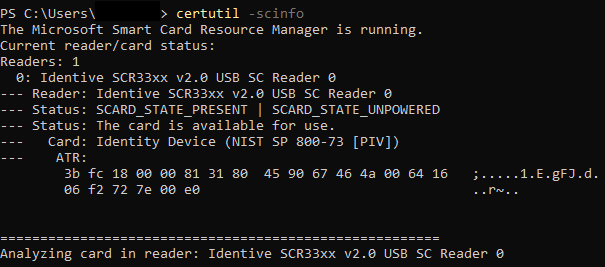 PS C:\Users\> certutil -scinfo
The Microsoft Smart Card Resource Manager is running.
Current reader/card status:
Readers: 1
0: Identive SCR33xx v2.0 USB SC Reader 0
--- Reader: Identive SCR33xx v2.0 USB SC Reader 0
--- Status: SCARD_STATE_PRESENT | SCARD_STATE_UNPOWERED
--- Status: The card is available for use.
---   Card: Identity Device (NIST SP 800-73 [PIV])
---    ATR:
3b fc 18 00 00 81 31 80  45 90 67 46 4a 00 64 16   ;.....1.E.gFJ.d.
06 f2 72 7e 00 e0                                  ..r~..
=======================================================
Analyzing card in reader: Identive SCR33xx v2.0 USB SC Reader 0